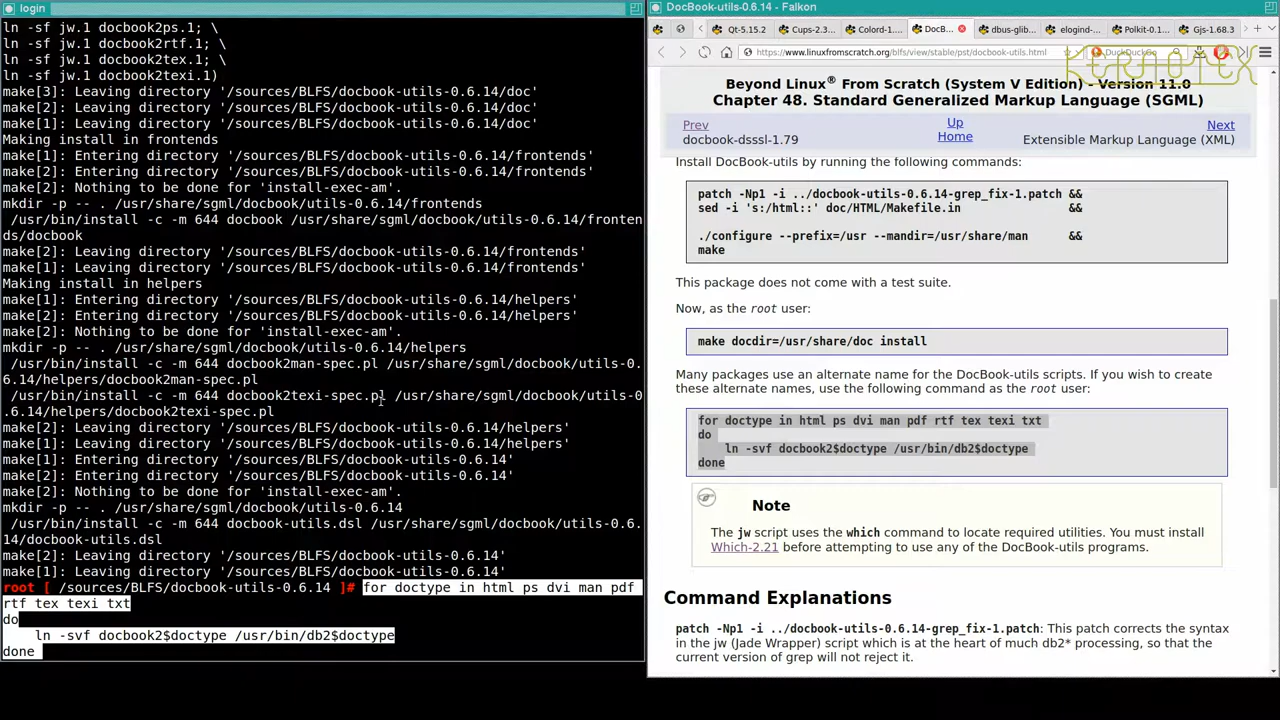 login
ln -sf jw.1 docbook2ps.1; \
ln -sf jw.1 docbook2rtf.1; \
ln -sf jw.1 docbook2tex.1; \
ln -sf jw.1 docbook2texi.1)
make[3]: Leaving directory '/sources/BLFS/docbook-utils-0.6.14/doc'
make[2]: Leaving directory '/sources/BLFS/docbook-utils-0.6.14/doc'
make[1]: Leaving directory '/sources/BLFS/docbook-utils-0.6.14/doc'
Making install in frontends
make[1]: Entering directory '/sources/BLFS/docbook-utils-0.6.14/frontends'
make[2]: Entering directory '/sources/BLFS/docbook-utils-0.6.14/frontends'
make[2]: Nothing to be done for 'install-exec-am'.
mkdir -p -- . /usr/share/sgml/docbook/utils-0.6.14/frontends
/usr/bin/install -c -m 644 docbook /usr/share/sgml/docbook/utils-0.6.14/fronten
ds/docbook
make[2]: Leaving directory '/sources/BLFS/docbook-utils-0.6.14/frontends'
make[1]: Leaving directory '/sources/BLFS/docbook-utils-0.6.14/frontends'
Making install in helpers
make[1]: Entering directory '/sources/BLFS/docbook-utils-0.6.14/helpers'
make[2]: Entering directory '/sources/BLFS/docbook-utils-0.6.14/helpers'
make[2]: Nothing to be done for 'install-exec-am'.
mkdir -p -- . /usr/share/sgml/docbook/utils-0.6.14/helpers
/usr/bin/install -c -m 644 docbook2man-spec.pl /usr/share/sgml/docbook/utils-0.
6.14/helpers/docbook2man-spec.pl
/usr/bin/install -c -m 644 docbook2texi-spec.pl /usr/share/sgml/docbook/utils-0
.6.14/helpers/docbook2texi-spec.pl
make[2]: Leaving directory '/sources/BLFS/docbook-utils-0.6.14/helpers'
make[1]: Leaving directory '/sources/BLFS/docbook-utils-0.6.14/helpers'
make[1]: Entering directory '/sources/BLFS/docbook-utils-0.6.14'
make[2]: Entering directory '/sources/BLFS/docbook-utils-0.6.14'
make[2]: Nothing to be done for 'install-exec-am'.
mkdir -p -- . /usr/share/sgml/docbook/utils-0.6.14
/usr/bin/install -c -m 644 docbook-utils.dsl /usr/share/sgml/docbook/utils-0.6.
14/docbook-utils.dsl
make[2]: Leaving directory '/sources/BLFS/docbook-utils-0.6.14'
make[1]: Leaving directory '/sources/BLFS/docbook-utils-0.6.14'
root [ /sources/BLFS/docbook-utils-0.6.14 ]# for doctype in html ps dvi man pdf
rtf tex texi txt
do
ln -svf docbook2$doctype /usr/bin/db2$doctype
done
DocBook-utils-0.6.14 - Falkon
Qt-5.15.2 Cups-2.3... Colord-1.... DocB... dbus-glib... elogind-... Polkit-0.1... Gjs-1.68.3
https://www.linuxfromscratch.org/blfs/view/stable/pst/docbook-utils.html DuckDuckGo
KERNOTEX
Beyond Linux® From Scratch (System V Edition) - Version 11.0
Chapter 48. Standard Generalized Markup Language (SGML)
Prev Up Next
docbook-dsssl-1.79 Home Extensible Markup Language (XML)
Install DocBook-utils by running the following commands:
patch -Np1 -i ../docbook-utils-0.6.14-grep_fix-1.patch &&
sed -i 's:/html::' doc/HTML/Makefile.in &&
./configure --prefix=/usr --mandir=/usr/share/man &&
make
This package does not come with a test suite.
Now, as the root user:
make docdir=/usr/share/doc install
Many packages use an alternate name for the DocBook-utils scripts. If you wish to create
these alternate names, use the following command as the root user:
for doctype in html ps dvi man pdf rtf tex texi txt
do
ln -svf docbook2$doctype /usr/bin/db2$doctype
done
Note
The jw script uses the which command to locate required utilities. You must install
Which-2.21 before attempting to use any of the DocBook-utils programs.
Command Explanations
patch -Np1 -i ../docbook-utils-0.6.14-grep_fix-1.patch: This patch corrects the syntax
in the jw (Jade Wrapper) script which is at the heart of much db2* processing, so that the
current version of grep will not reject it.